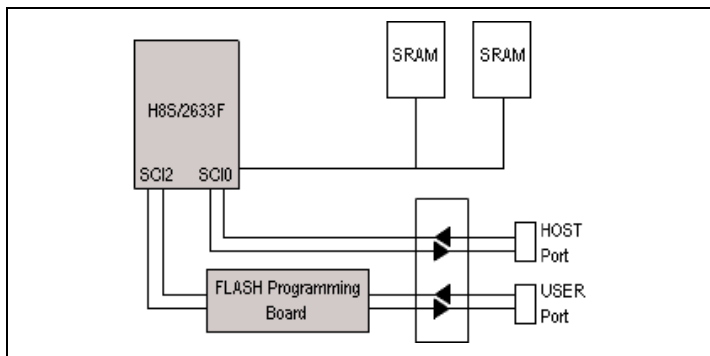 SRAM SRAM
H8S/2633F
SCI2 SCI0
HOST
Port
FLASH Programming
Board
USER
Port